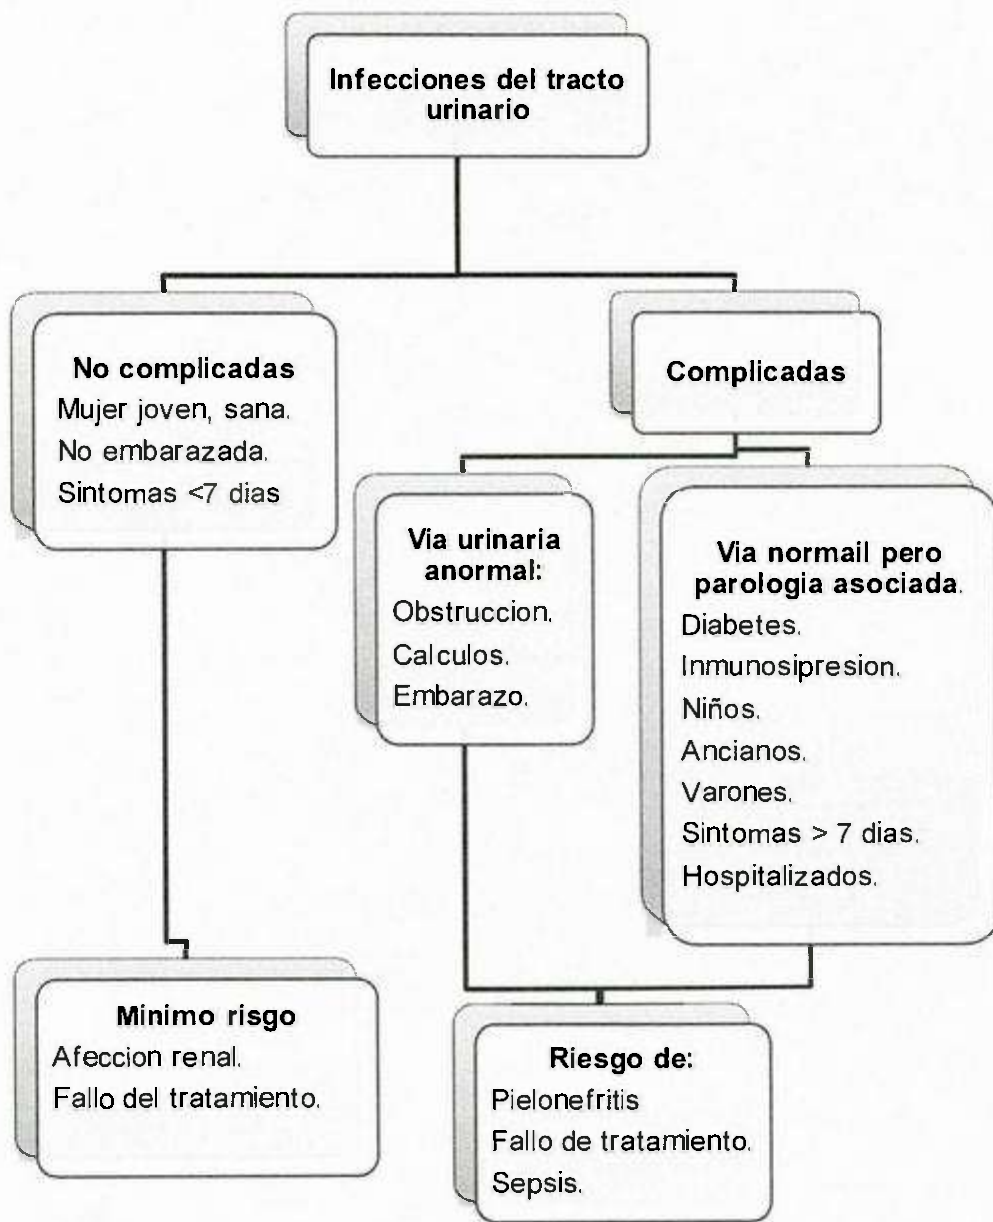 Infecciones del tracto
urinario
No complicadas
Mujer joven, sana.
No embarazada.
Sintomas <7 dias
Complicadas
Via urinaria
anormal:
Obstruccion.
Calculos.
Embarazo.
Via normail pero
parologia asociada.
Diabetes.
Inmunosipresion.
Niños.
Ancianos.
Varones.
Sintomas > 7 dias.
Hospitalizados.
Minimo risgo
Afeccion renal.
Fallo del tratamiento.
Riesgo de:
Pielonefritis
Fallo de tratamiento.
Sepsis.